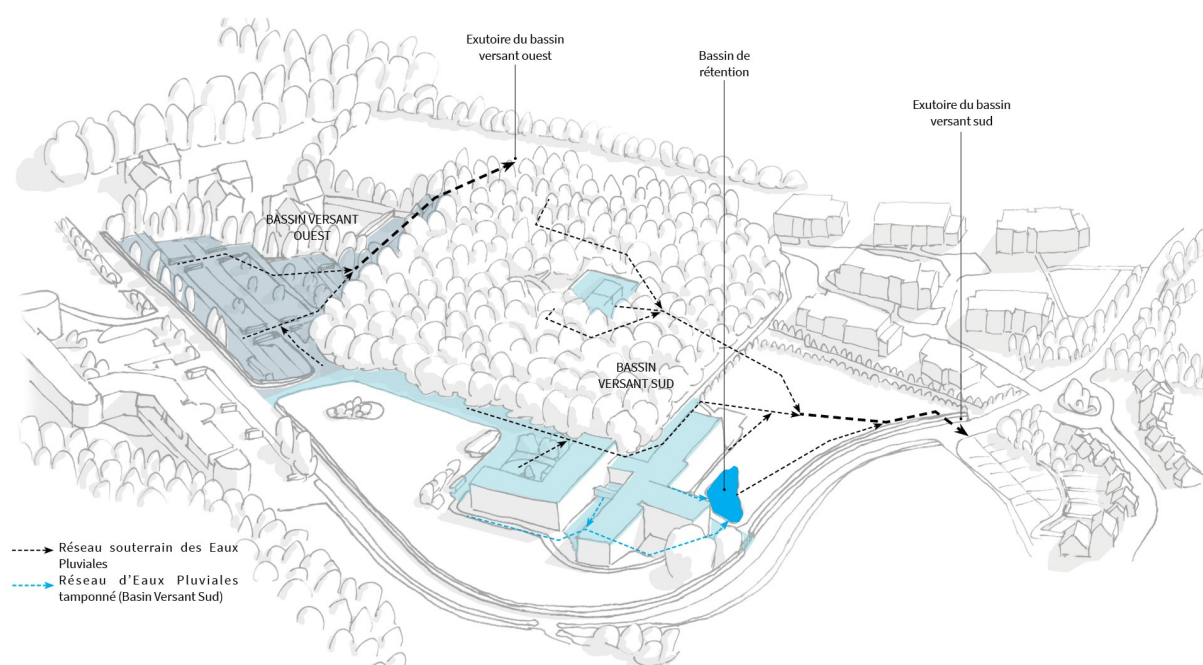 Exutoire du bassin
versant ouest
Bassin de
rétention
Exutoire du bassin
versant sud
BASSIN VERSANT
OUEST
BASSIN
VERSANT SUD
Réseau souterrain des Eaux
Pluviales
Réseau d'Eaux Pluviales
tamponné (Basin Versant Sud)